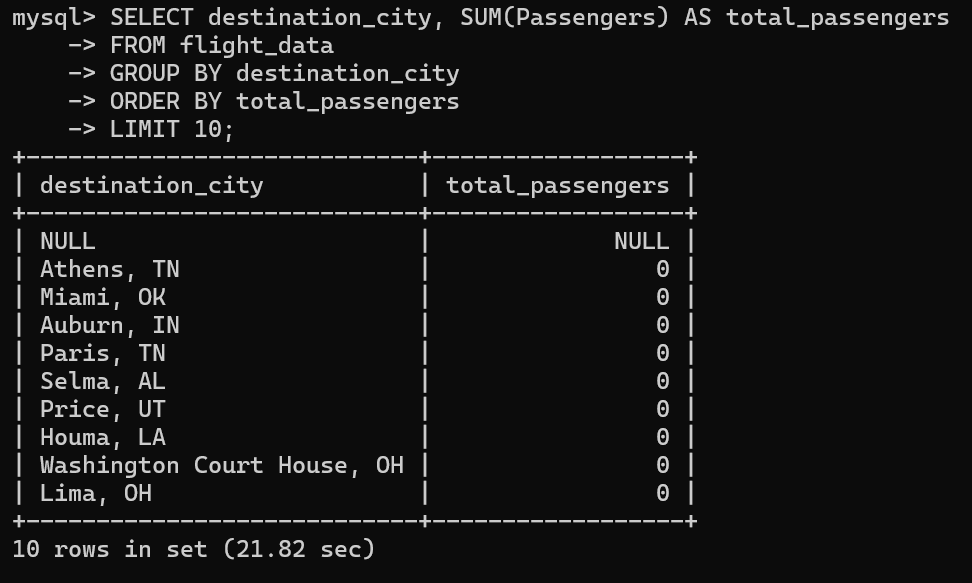 mysql> SELECT destination_city, SUM(Passengers) AS total_passengers
    -> FROM flight_data
    -> GROUP BY destination_city
    -> ORDER BY total_passengers
    -> LIMIT 10;
+----------------------------+------------------+
| destination_city           | total_passengers |
+----------------------------+------------------+
| NULL                       |             NULL |
| Athens, TN                 |                0 |
| Miami, OK                  |                0 |
| Auburn, IN                 |                0 |
| Paris, TN                  |                0 |
| Selma, AL                  |                0 |
| Price, UT                  |                0 |
| Houma, LA                  |                0 |
| Washington Court House, OH |                0 |
| Lima, OH                   |                0 |
+----------------------------+------------------+
10 rows in set (21.82 sec)